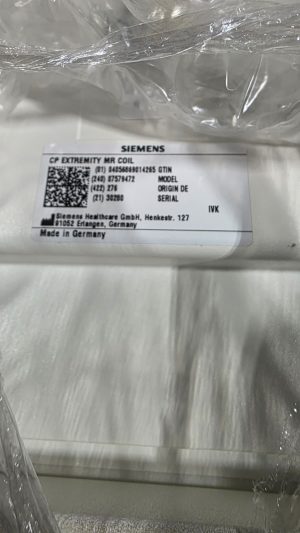 SIEMENS
CP EXTREMITY MR COIL
(01) 04056869014265 GTIN
(240) 07579472 MODEL
(422) 276 ORIGIN DE
(21) 30280 SERIAL
IVK
Siemens Healthcare GmbH, Henkestr. 127
91052 Erlangen, Germany
Made in Germany